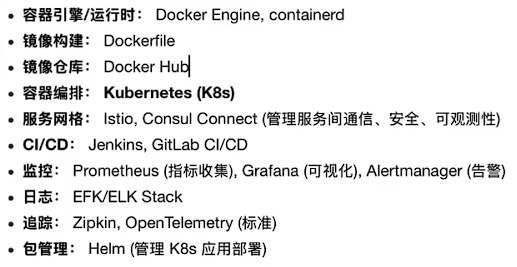 容器引擎/运行时： Docker Engine, containerd
镜像构建： Dockerfile
镜像仓库： Docker Hub
容器编排： Kubernetes (K8s)
服务网格： Istio, Consul Connect (管理服务间通信、安全、可观测性)
CI/CD： Jenkins, GitLab CI/CD
监控： Prometheus (指标收集), Grafana (可视化), Alertmanager (告警)
日志： EFK/ELK Stack
追踪： Zipkin, OpenTelemetry (标准)
包管理： Helm (管理 K8s 应用部署)